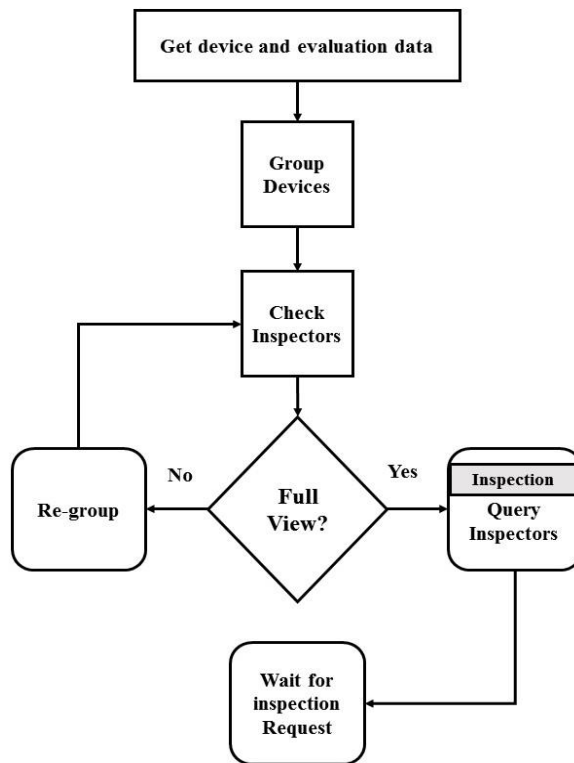 Get device and evaluation data
Group
Devices
Check
Inspectors
No
Yes
Re-group
Full
View?
Inspection
Query
Inspectors
Wait for
inspection
Request